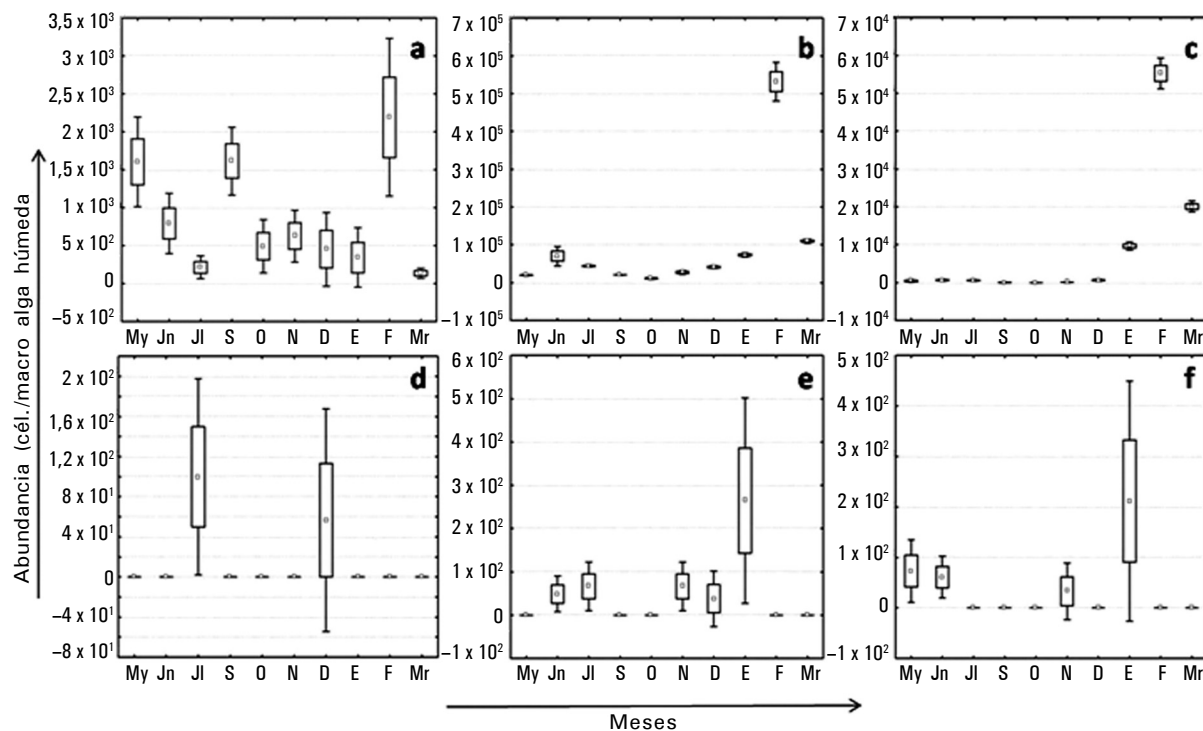 a
3,5 x 10³
3 x 10³
2,5 x 10³
2 x 10³
1,5 x 10³
1 x 10³
5 x 10²
0
–5 x 10²
My Jn Jl S O N D E F Mr
b
7 x 10⁵
6 x 10⁵
5 x 10⁵
4 x 10⁵
3 x 10⁵
2 x 10⁵
1 x 10⁵
0
–1 x 10⁵
My Jn Jl S O N D E F Mr
c
7 x 10⁴
6 x 10⁴
5 x 10⁴
4 x 10⁴
3 x 10⁴
2 x 10⁴
1 x 10⁴
0
–1 x 10⁴
My Jn Jl S O N D E F Mr
d
2 x 10²
1,6 x 10²
1,2 x 10²
8 x 10¹
4 x 10¹
0
–4 x 10¹
–8 x 10¹
My Jn Jl S O N D E F Mr
e
6 x 10²
4 x 10²
3 x 10²
2 x 10²
1 x 10²
0
–1 x 10²
My Jn Jl S O N D E F Mr
f
5 x 10²
4 x 10²
3 x 10²
2 x 10²
1 x 10²
0
–1 x 10²
My Jn Jl S O N D E F Mr
Abundancia (cél./macro alga húmeda)
Meses